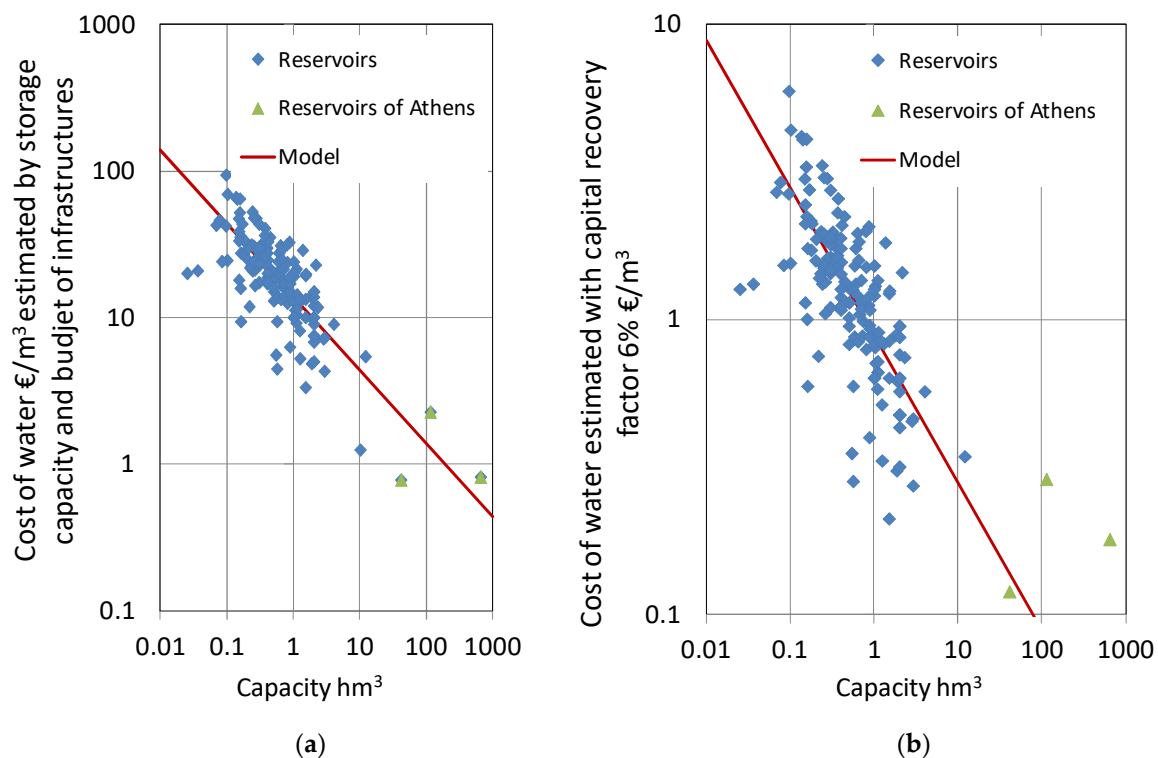 Cost of water €/m³ estimated by storage
capacity and budjet of infrastructures
1000
100
10
1
0.1
0.01
0.1
1
10
100
1000
Capacity hm³
Reservoirs
Reservoirs of Athens
Model
(a)
Cost of water estimated with capital recovery
factor 6% €/m³
10
1
0.1
0.01
0.1
1
10
100
1000
Capacity hm³
Reservoirs
Reservoirs of Athens
Model
(b)